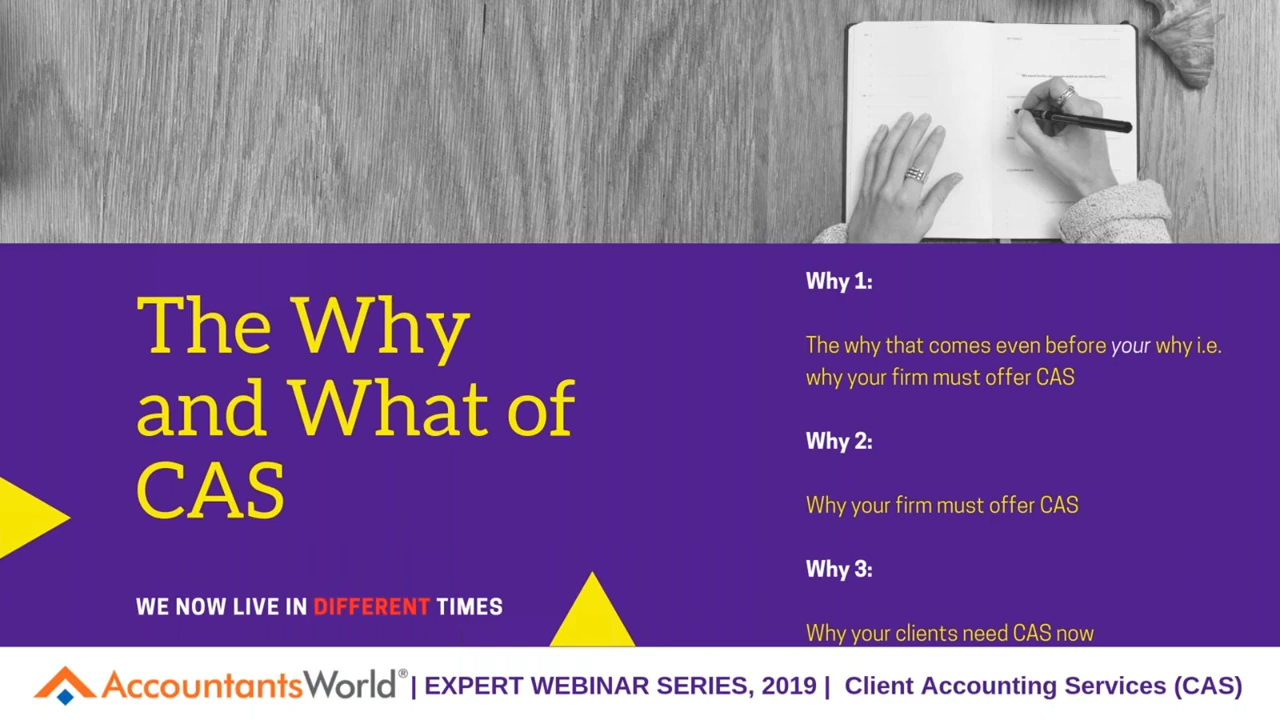 The Why
and What of
CAS
WE NOW LIVE IN DIFFERENT TIMES
Why 1:
The why that comes even before your why i.e.
why your firm must offer CAS
Why 2:
Why your firm must offer CAS
Why 3:
Why your clients need CAS now
AccountantsWorld® | EXPERT WEBINAR SERIES, 2019 | Client Accounting Services (CAS)